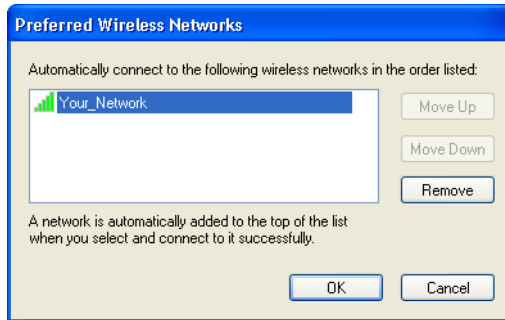 Preferred Wireless Networks
Automatically connect to the following wireless networks in the order listed:
Your_Network
Move Up
Move Down
Remove
A network is automatically added to the top of the list
when you select and connect to it successfully.
OK
Cancel